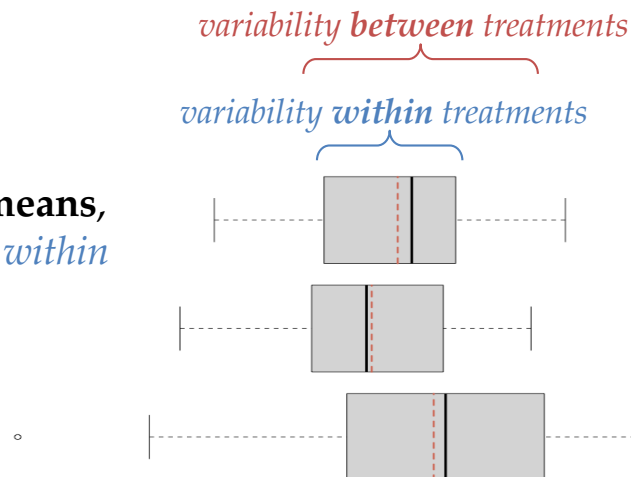 variability between treatments
variability within treatments
means,
within